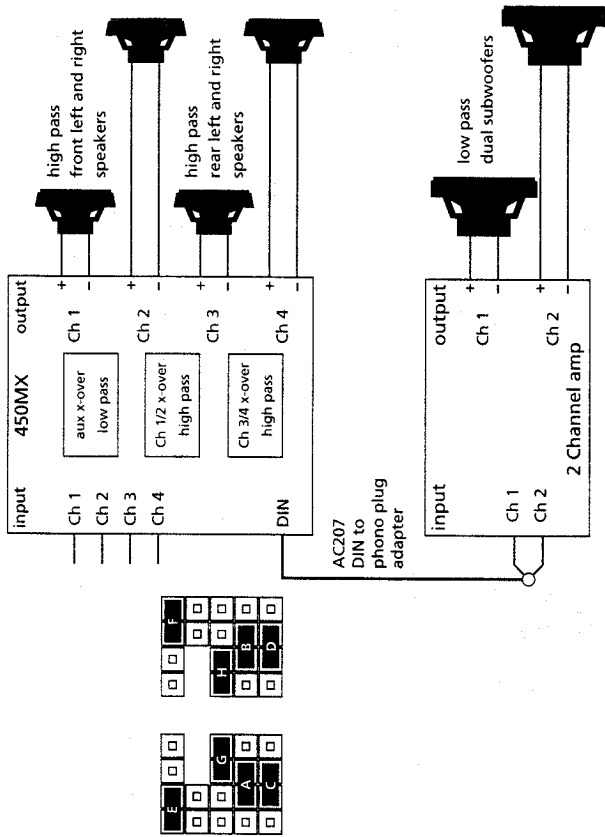 input
450MX
output
Ch 1
Ch 2
Ch 3
Ch 4
DIN
aux x-over
low pass
Ch 1/2 x-over
high pass
Ch 3/4 x-over
high pass
Ch 1
+
−
Ch 2
+
−
Ch 3
+
−
Ch 4
+
−
high pass
front left and right
speakers
high pass
rear left and right
speakers
E
G
A
C
F
H
B
D
AC207
DIN to
phono plug
adapter
input
output
Ch 1
Ch 2
2 Channel amp
Ch 1
+
−
Ch 2
+
−
low pass
dual subwoofers